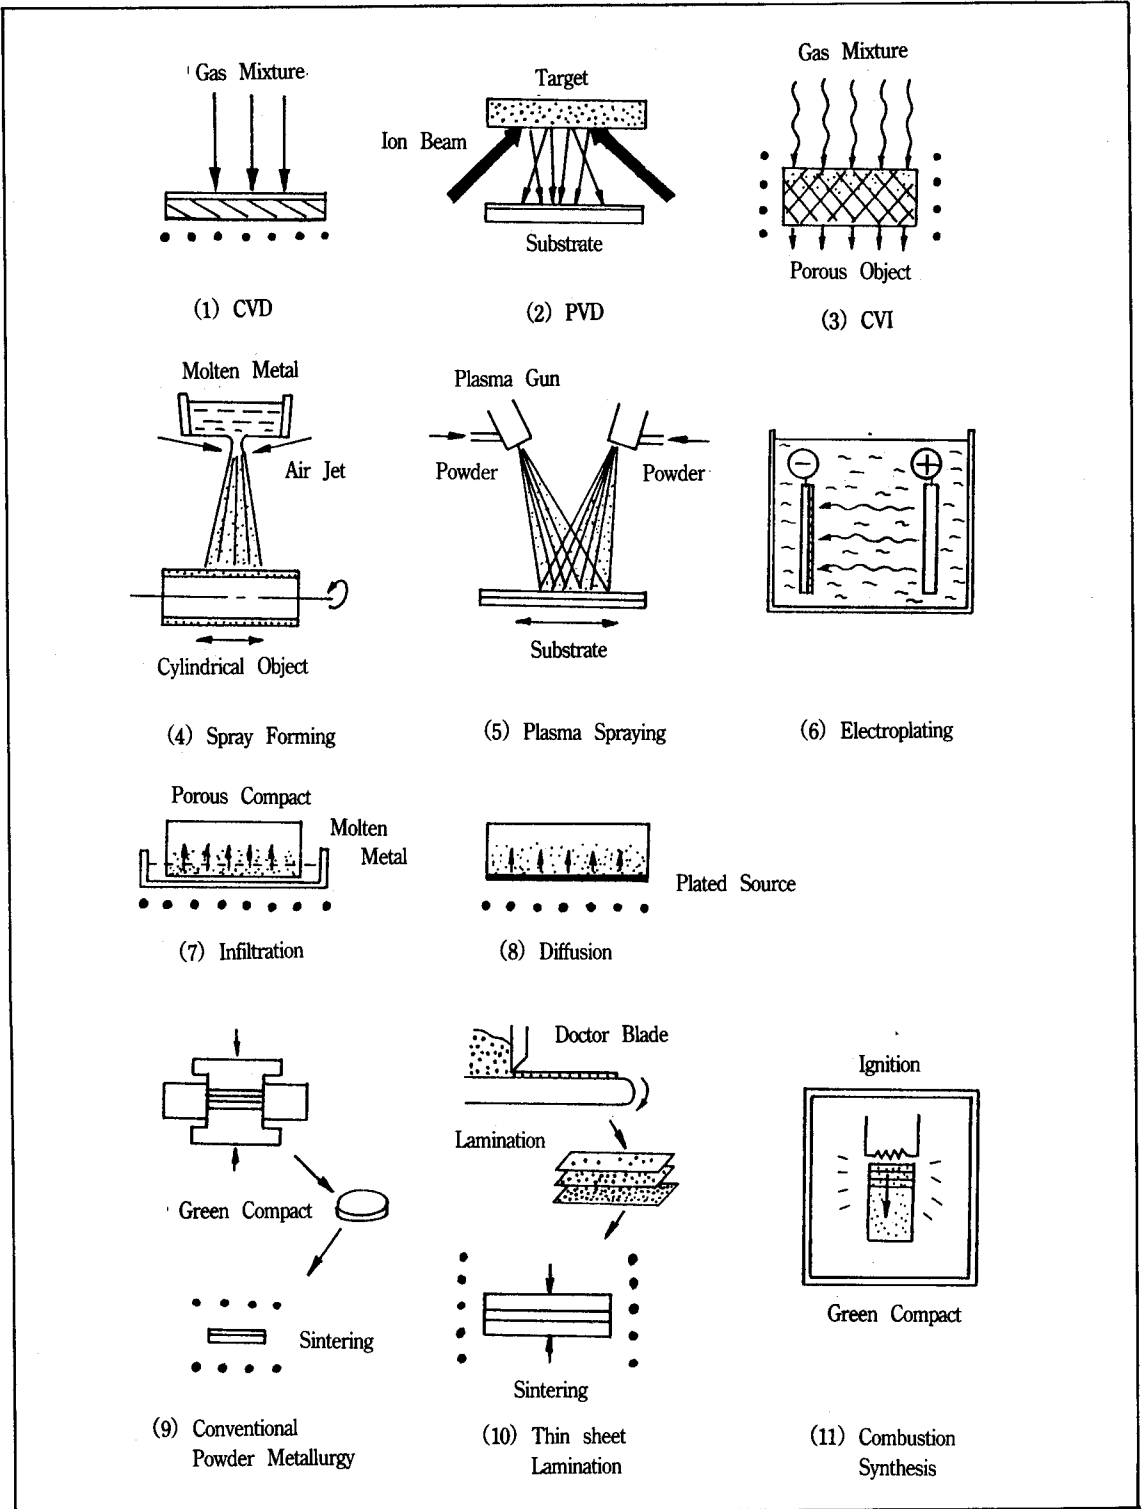 Gas Mixture
(1) CVD
Target
Ion Beam
Substrate
(2) PVD
Gas Mixture
Porous Object
(3) CVI
Molten Metal
Air Jet
Cylindrical Object
(4) Spray Forming
Plasma Gun
Powder
Powder
Substrate
(5) Plasma Spraying
−
+
(6) Electroplating
Porous Compact
Molten
Metal
(7) Infiltration
Plated Source
(8) Diffusion
Green Compact
Sintering
(9) Conventional
Powder Metallurgy
Doctor Blade
Lamination
Sintering
(10) Thin sheet
Lamination
Ignition
Green Compact
(11) Combustion
Synthesis